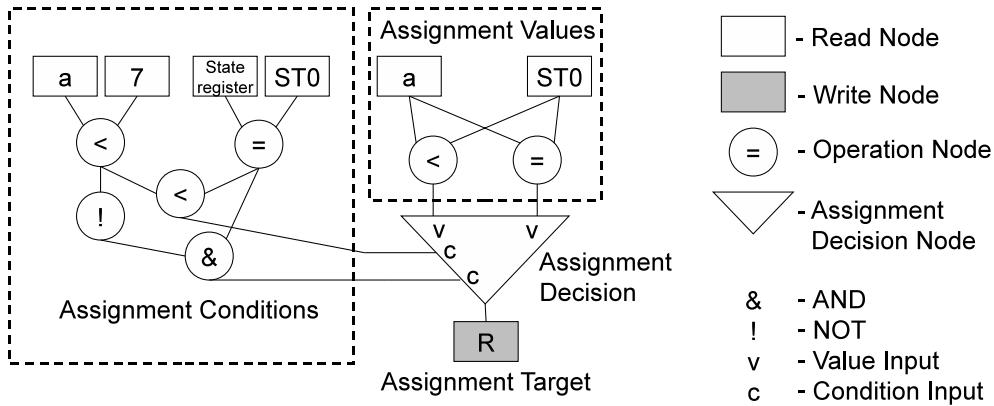 Assignment Values
a
7
State
register
ST0
a
ST0
<
=
<
=
!
<
&
v
v
c
c
Assignment
Decision
Assignment Conditions
R
Assignment Target
- Read Node
- Write Node
= - Operation Node
- Assignment
Decision Node
& - AND
! - NOT
v - Value Input
c - Condition Input